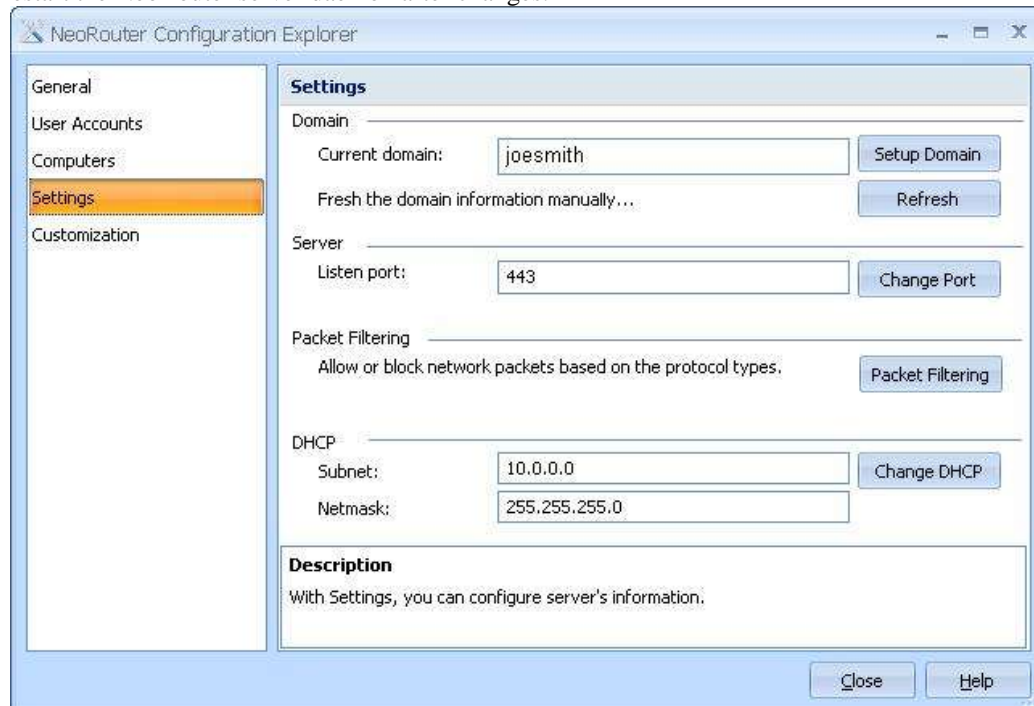 NeoRouter Configuration Explorer
General
User Accounts
Computers
Settings
Customization
Settings
Domain
Current domain: joesmith Setup Domain
Fresh the domain information manually... Refresh
Server
Listen port: 443 Change Port
Packet Filtering
Allow or block network packets based on the protocol types. Packet Filtering
DHCP
Subnet: 10.0.0.0 Change DHCP
Netmask: 255.255.255.0
Description
With Settings, you can configure server's information.
Close Help